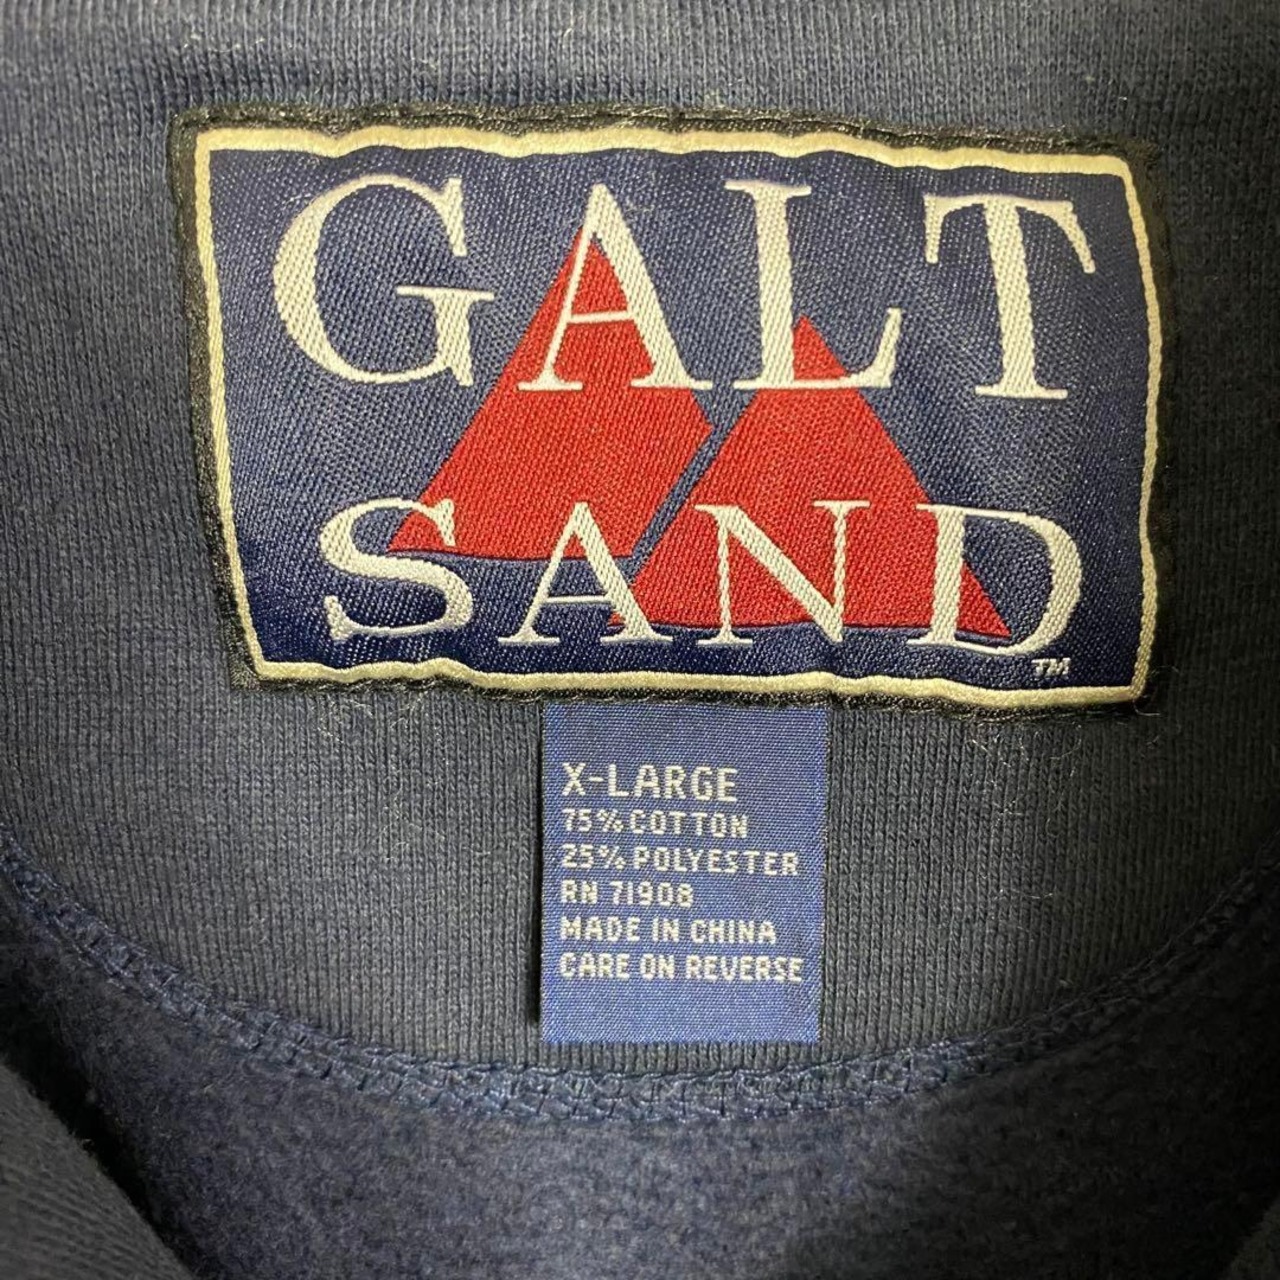 GALT
SAND
TM
X-LARGE
75% COTTON
25% POLYESTER
RN 71908
MADE IN CHINA
CARE ON REVERSE